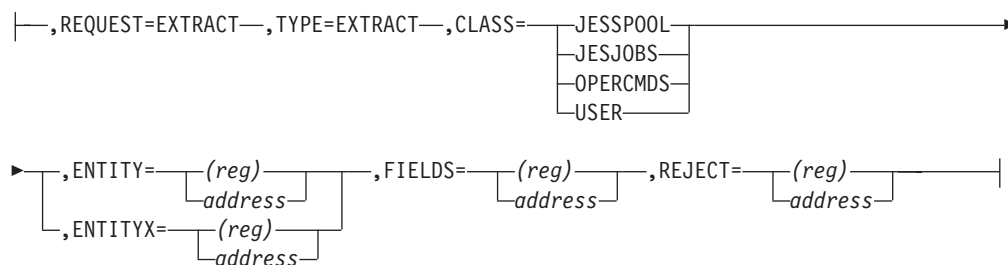 ,REQUEST=EXTRACT ,TYPE=EXTRACT ,CLASS= JESSPOOL
JESJOBS
OPERCMDS
USER
,ENTITY= (reg) ,FIELDS= (reg) ,REJECT= (reg)
address address address
,ENTITYX= (reg)
address